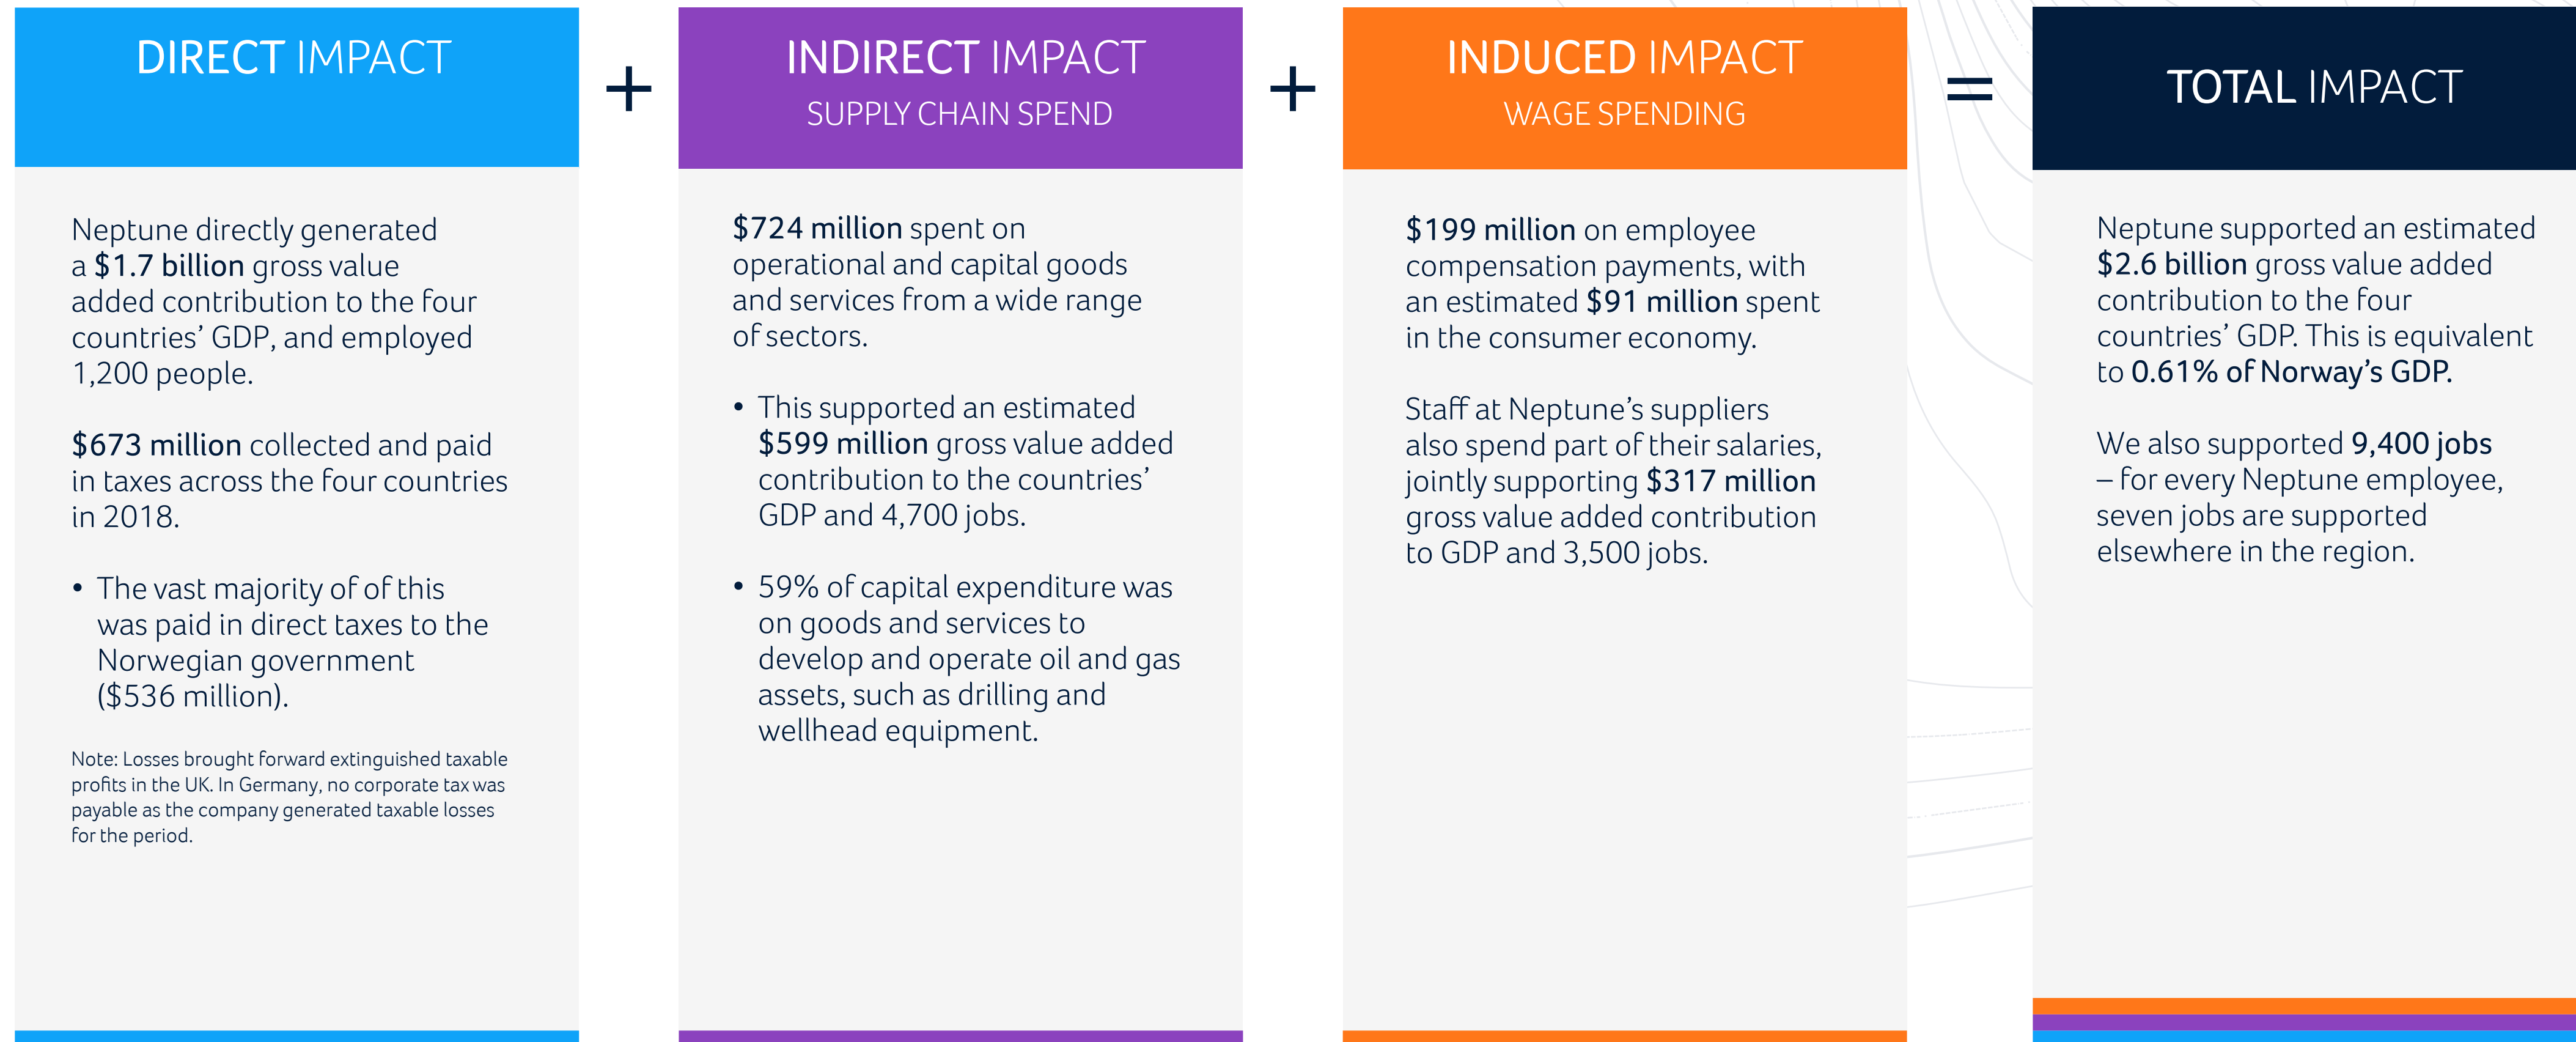 DIRECT IMPACT
Neptune directly generated
a $1.7 billion gross value
added contribution to the four
countries’ GDP, and employed
1,200 people.
$673 million collected and paid
in taxes across the four countries
in 2018.
• The vast majority of of this
was paid in direct taxes to the
Norwegian government
($536 million).
Note: Losses brought forward extinguished taxable
profits in the UK. In Germany, no corporate tax was
payable as the company generated taxable losses
for the period.
+
INDIRECT IMPACT
SUPPLY CHAIN SPEND
$724 million spent on
operational and capital goods
and services from a wide range
of sectors.
• This supported an estimated
$599 million gross value added
contribution to the countries’
GDP and 4,700 jobs.
• 59% of capital expenditure was
on goods and services to
develop and operate oil and gas
assets, such as drilling and
wellhead equipment.
+
INDUCED IMPACT
WAGE SPENDING
$199 million on employee
compensation payments, with
an estimated $91 million spent
in the consumer economy.
Staff at Neptune’s suppliers
also spend part of their salaries,
jointly supporting $317 million
gross value added contribution
to GDP and 3,500 jobs.
=
TOTAL IMPACT
Neptune supported an estimated
$2.6 billion gross value added
contribution to the four
countries’ GDP. This is equivalent
to 0.61% of Norway’s GDP.
We also supported 9,400 jobs
– for every Neptune employee,
seven jobs are supported
elsewhere in the region.